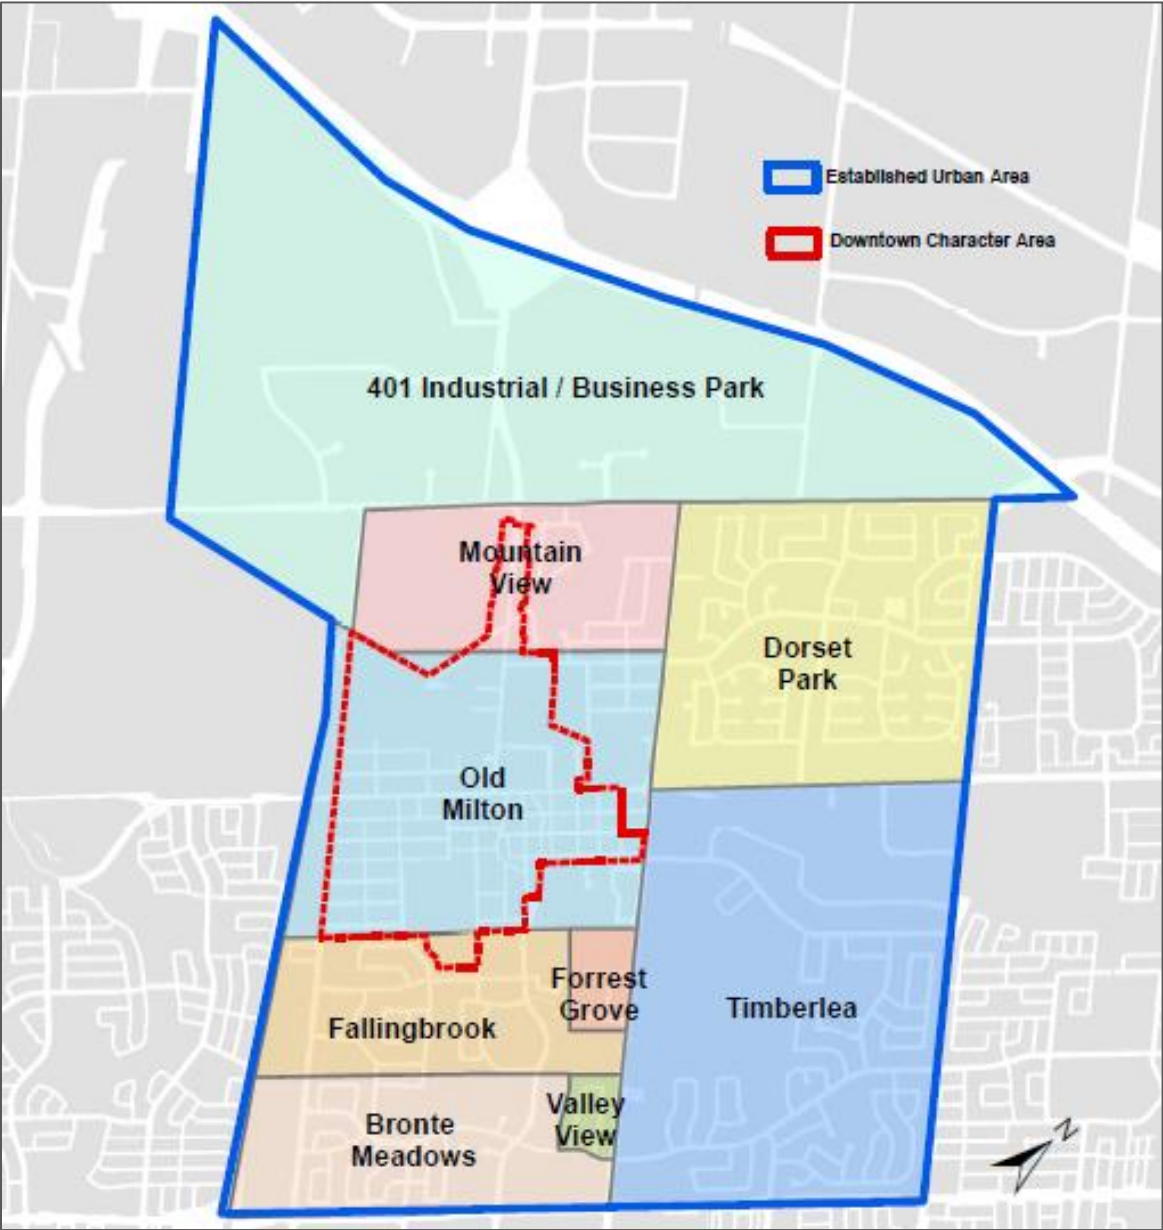 Established Urban Area
Downtown Character Area
401 Industrial / Business Park
Mountain
View
Dorset
Park
Old
Milton
Forrest
Grove
Timberlea
Fallingbrook
Valley
View
Bronte
Meadows
N